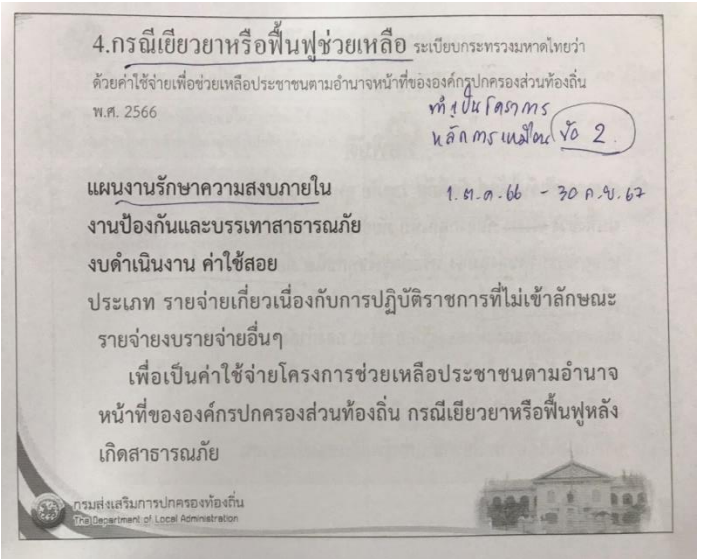 4.กรณีเยียวยาหรือฟื้นฟูช่วยเหลือ ระเบียบกระทรวงมหาดไทยว่า
ด้วยค่าใช้จ่ายเพื่อช่วยเหลือประชาชนตามอำนาจหน้าที่ขององค์กรปกครองส่วนท้องถิ่น
พ.ศ. 2566
ทำเป็นโครงการ
หลักการเหมือน ข้อ 2.
แผนงานรักษาความสงบภายใน
1.ต.ค.66 - 30 ก.ย.67
งานป้องกันและบรรเทาสาธารณภัย
งบดำเนินงาน ค่าใช้สอย
ประเภท รายจ่ายเกี่ยวเนื่องกับการปฏิบัติราชการที่ไม่เข้าลักษณะ
รายจ่ายงบรายจ่ายอื่นๆ
เพื่อเป็นค่าใช้จ่ายโครงการช่วยเหลือประชาชนตามอำนาจ
หน้าที่ขององค์กรปกครองส่วนท้องถิ่น กรณีเยียวยาหรือฟื้นฟูหลัง
เกิดสาธารณภัย
กรมส่งเสริมการปกครองท้องถิ่น
The Department of Local Administration